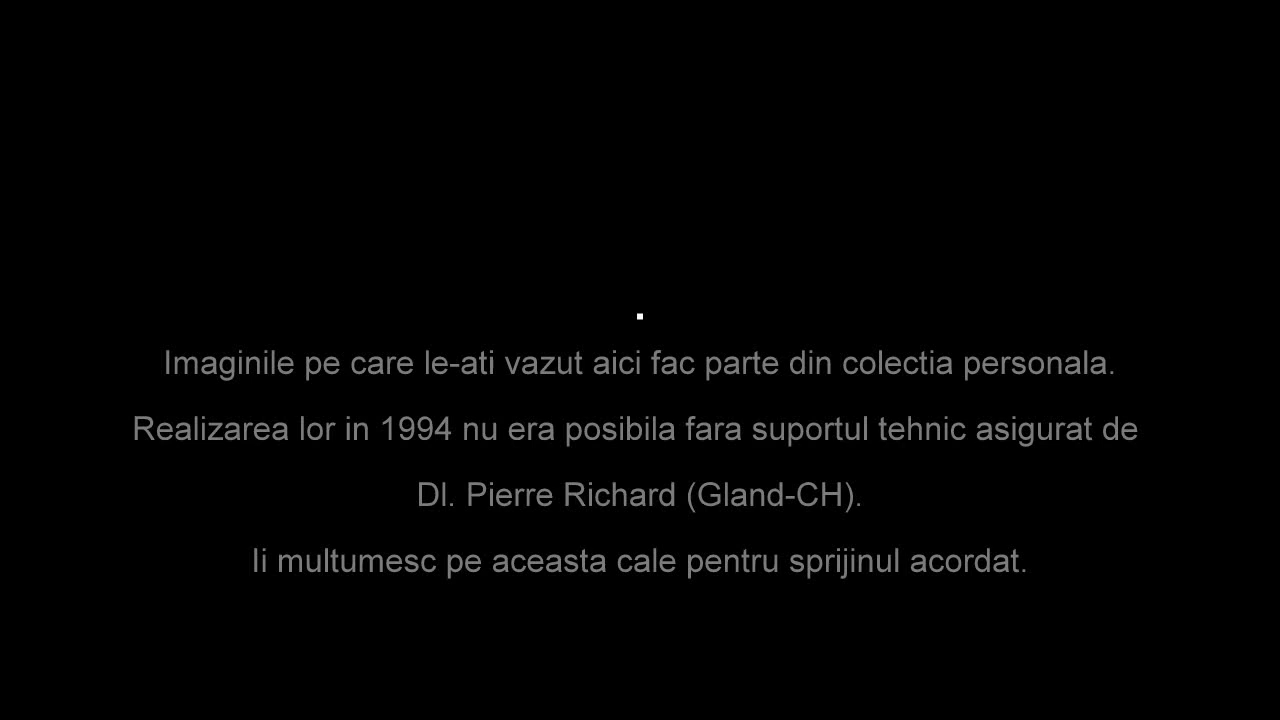 .
Imaginile pe care le-ati vazut aici fac parte din colectia personala.
Realizarea lor in 1994 nu era posibila fara suportul tehnic asigurat de
Dl. Pierre Richard (Gland-CH).
Ii multumesc pe aceasta cale pentru sprijinul acordat.